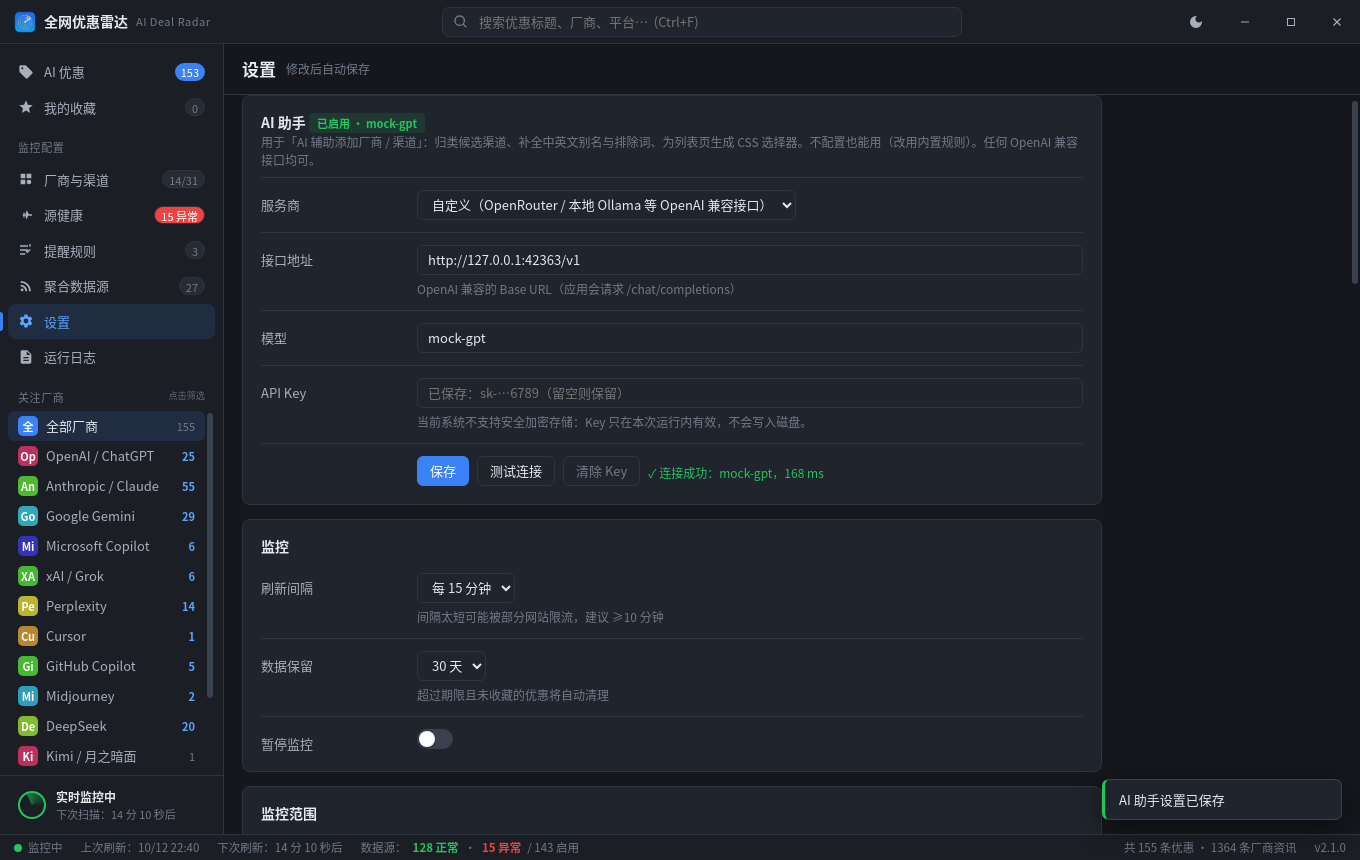 全网优惠雷达 AI Deal Radar
搜索优惠标题、厂商、平台… (Ctrl+F)
AI 优惠 153
我的收藏 0
监控配置
厂商与渠道 14/31
源健康 15 异常
提醒规则 3
聚合数据源 27
设置
运行日志
关注厂商 点击筛选
全 全部厂商 155
Op OpenAI / ChatGPT 25
An Anthropic / Claude 55
Go Google Gemini 29
Mi Microsoft Copilot 6
XA xAI / Grok 6
Pe Perplexity 14
Cu Cursor 1
Gi GitHub Copilot 5
Mi Midjourney 2
De DeepSeek 20
Ki Kimi / 月之暗面 1
实时监控中
下次扫描：14 分 10 秒后
设置 修改后自动保存
AI 助手 已启用 · mock-gpt
用于「AI 辅助添加厂商 / 渠道」：归类候选渠道、补全中英文别名与排除词、为列表页生成 CSS 选择器。不配置也能用（改用内置规则）。任何 OpenAI 兼容
接口均可。
服务商 自定义（OpenRouter / 本地 Ollama 等 OpenAI 兼容接口）
接口地址 http://127.0.0.1:42363/v1
OpenAI 兼容的 Base URL（应用会请求 /chat/completions）
模型 mock-gpt
API Key 已保存：sk-…6789（留空则保留）
当前系统不支持安全加密存储：Key 只在本次运行内有效，不会写入磁盘。
保存 测试连接 清除 Key ✓ 连接成功：mock-gpt，168 ms
监控
刷新间隔 每 15 分钟
间隔太短可能被部分网站限流，建议 ≥10 分钟
数据保留 30 天
超过期限且未收藏的优惠将自动清理
暂停监控
监控范围
AI 助手设置已保存
监控中 上次刷新：10/12 22:40 下次刷新：14 分 10 秒后 数据源： 128 正常 · 15 异常 / 143 启用 共 155 条优惠 · 1364 条厂商资讯 v2.1.0